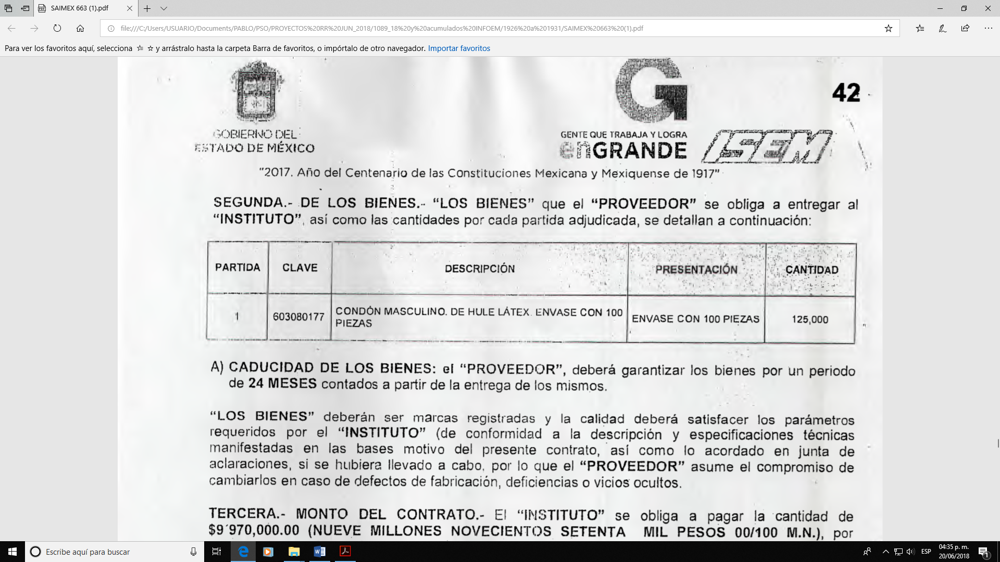 SAIMEX 663 (1).pdf
file:///C:/Users/USUARIO/Documents/PABLO/PSO/PROYECTOS%20RR%20JUN_2018/1089_18%20y%20acumulados%20INFOEM/1926%20a%201931/SAIMEX%20663%20(1).pdf
Para ver los favoritos aquí, selecciona y arrástralo hasta la carpeta Barra de favoritos, o impórtalo de otro navegador. Importar favoritos
42
GOBIERNO DEL
ESTADO DE MÉXICO
GENTE QUE TRABAJA Y LOGRA
enGRANDE
ISEM
"2017. Año del Centenario de las Constituciones Mexicana y Mexiquense de 1917"
SEGUNDA.- DE LOS BIENES.- “LOS BIENES” que el “PROVEEDOR” se obliga a entregar al
“INSTITUTO”, así como las cantidades por cada partida adjudicada, se detallan a continuación:
PARTIDA CLAVE DESCRIPCIÓN PRESENTACIÓN CANTIDAD
1 603080177 CONDÓN MASCULINO. DE HULE LÁTEX. ENVASE CON 100 PIEZAS ENVASE CON 100 PIEZAS 125,000
A) CADUCIDAD DE LOS BIENES: el “PROVEEDOR”, deberá garantizar los bienes por un periodo
de 24 MESES contados a partir de la entrega de los mismos.
“LOS BIENES” deberán ser marcas registradas y la calidad deberá satisfacer los parámetros
requeridos por el “INSTITUTO” (de conformidad a la descripción y especificaciones técnicas
manifestadas en las bases motivo del presente contrato, así como lo acordado en junta de
aclaraciones, si se hubiera llevado a cabo, por lo que el “PROVEEDOR” asume el compromiso de
cambiarlos en caso de defectos de fabricación, deficiencias o vicios ocultos.
TERCERA.- MONTO DEL CONTRATO.- El “INSTITUTO” se obliga a pagar la cantidad de
$9´970,000.00 (NUEVE MILLONES NOVECIENTOS SETENTA MIL PESOS 00/100 M.N.), por
Escribe aquí para buscar
ESP
04:35 p. m.
20/06/2018
1